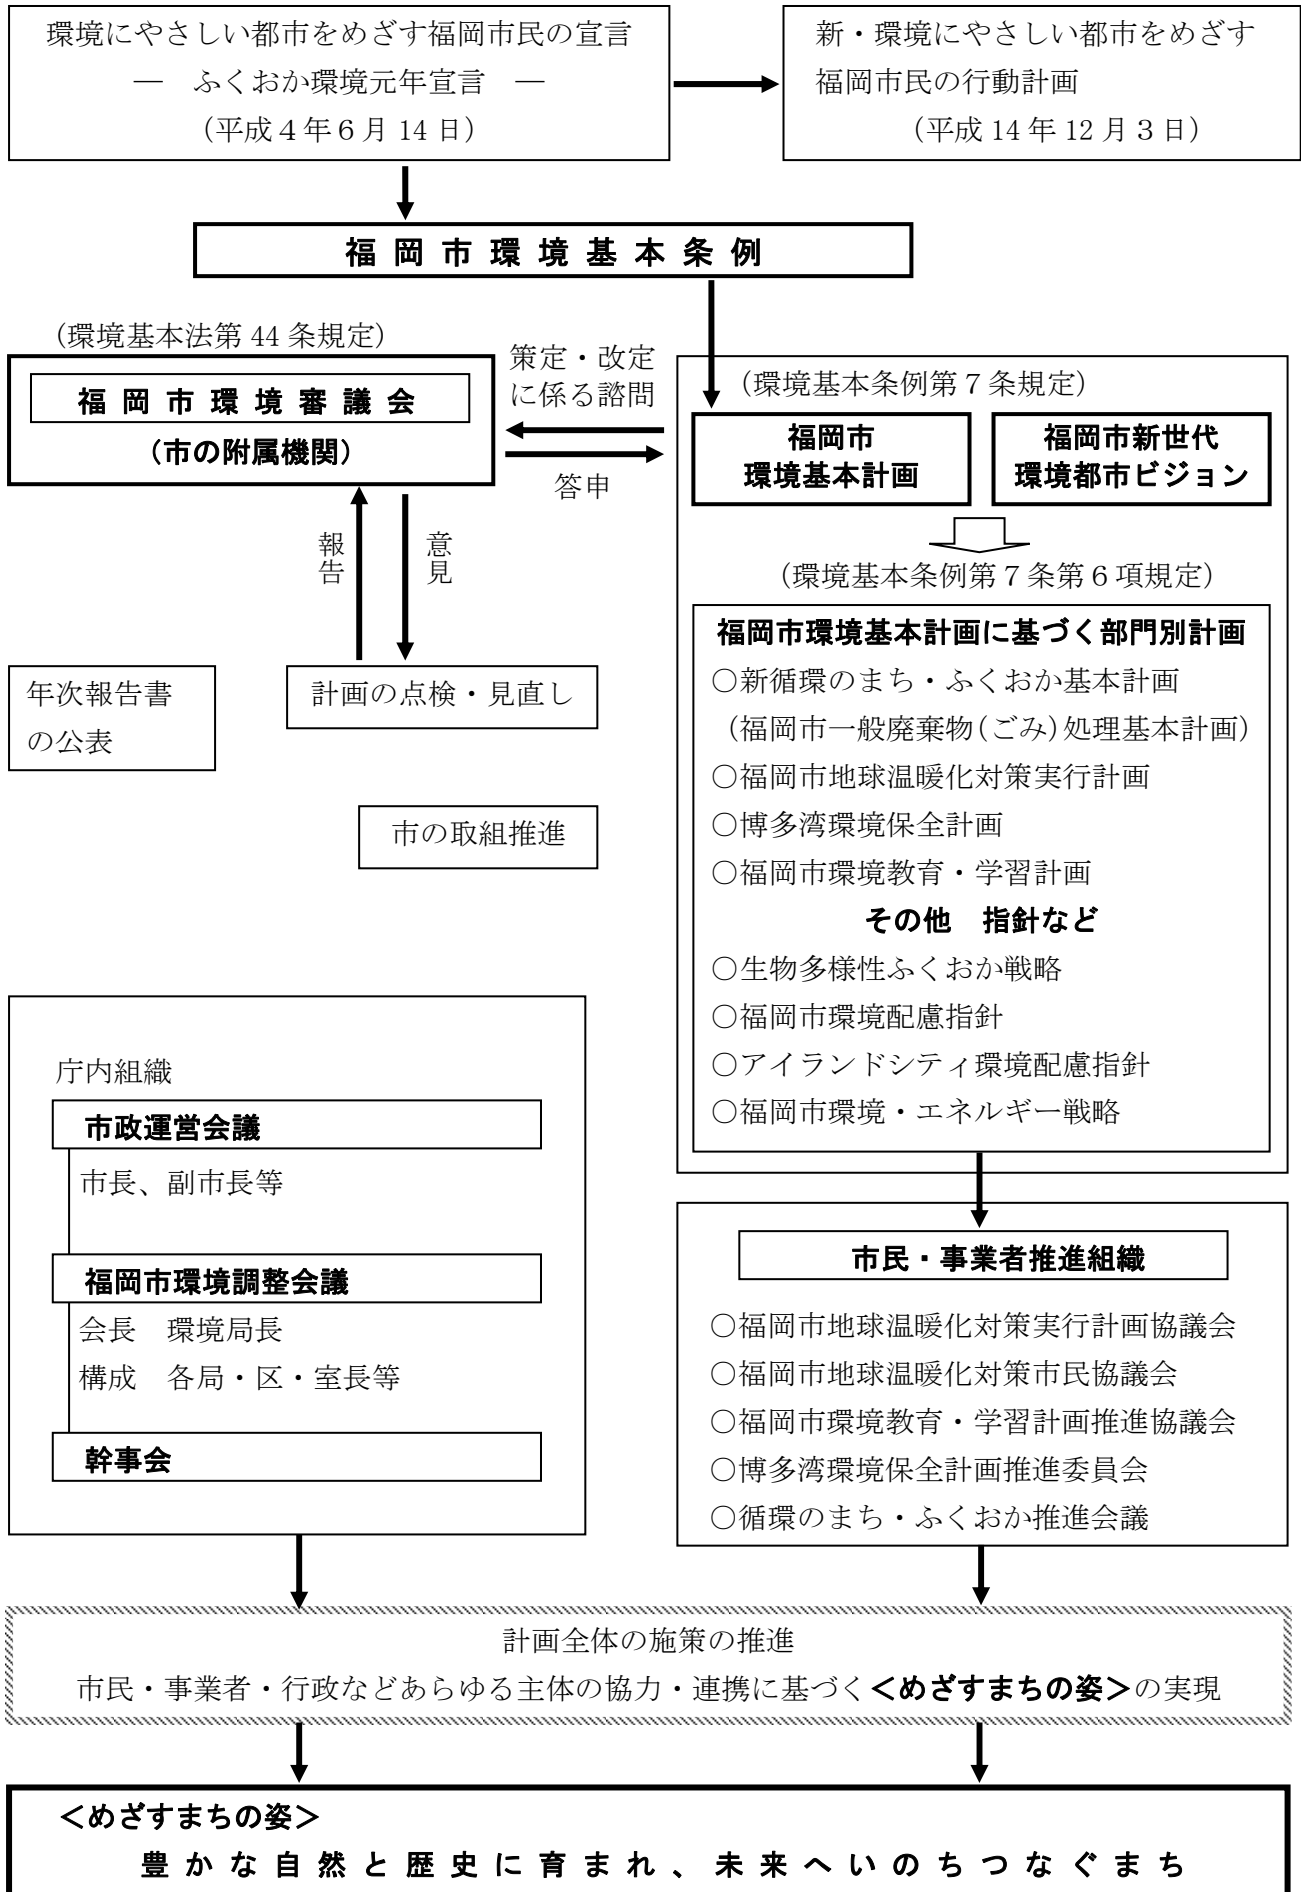 環境にやさしい都市をめざす福岡市民の宣言
― ふくおか環境元年宣言 ―
（平成４年６月 14 日）
新・環境にやさしい都市をめざす
福岡市民の行動計画
（平成 14 年 12 月３日）
福岡市環境基本条例
（環境基本法第 44 条規定）
福岡市環境審議会
（市の附属機関）
策定・改定
に係る諮問
答申
（環境基本条例第７条規定）
福岡市
環境基本計画
福岡市新世代
環境都市ビジョン
報告
意見
（環境基本条例第７条第６項規定）
福岡市環境基本計画に基づく部門別計画
○新循環のまち・ふくおか基本計画
（福岡市一般廃棄物(ごみ)処理基本計画）
○福岡市地球温暖化対策実行計画
○博多湾環境保全計画
○福岡市環境教育・学習計画
その他　指針など
○生物多様性ふくおか戦略
○福岡市環境配慮指針
○アイランドシティ環境配慮指針
○福岡市環境・エネルギー戦略
年次報告書
の公表
計画の点検・見直し
市の取組推進
庁内組織
市政運営会議
市長、副市長等
福岡市環境調整会議
会長　環境局長
構成　各局・区・室長等
幹事会
市民・事業者推進組織
○福岡市地球温暖化対策実行計画協議会
○福岡市地球温暖化対策市民協議会
○福岡市環境教育・学習計画推進協議会
○博多湾環境保全計画推進委員会
○循環のまち・ふくおか推進会議
計画全体の施策の推進
市民・事業者・行政などあらゆる主体の協力・連携に基づく＜めざすまちの姿＞の実現
＜めざすまちの姿＞
豊かな自然と歴史に育まれ、未来へいのちつなぐまち